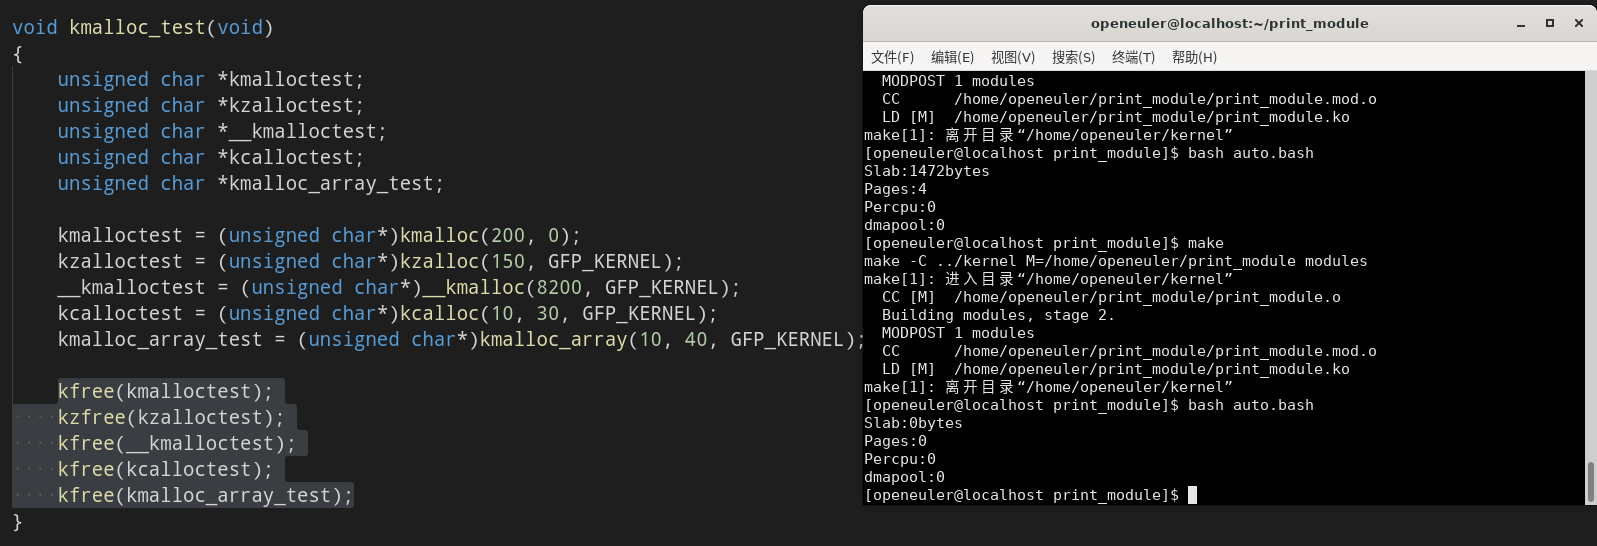 void kmalloc_test(void)
{
unsigned char *kmalloctest;
unsigned char *kzalloctest;
unsigned char *__kmalloctest;
unsigned char *kcalloctest;
unsigned char *kmalloc_array_test;
kmalloctest = (unsigned char*)kmalloc(200, 0);
kzalloctest = (unsigned char*)kzalloc(150, GFP_KERNEL);
__kmalloctest = (unsigned char*)__kmalloc(8200, GFP_KERNEL);
kcalloctest = (unsigned char*)kcalloc(10, 30, GFP_KERNEL);
kmalloc_array_test = (unsigned char*)kmalloc_array(10, 40, GFP_KERNEL);
kfree(kmalloctest);
kzfree(kzalloctest);
kfree(__kmalloctest);
kfree(kcalloctest);
kfree(kmalloc_array_test);
}
openeuler@localhost:~/print_module
文件(F) 编辑(E) 视图(V) 搜索(S) 终端(T) 帮助(H)
MODPOST 1 modules
CC /home/openeuler/print_module/print_module.mod.o
LD [M] /home/openeuler/print_module/print_module.ko
make[1]: 离开目录“/home/openeuler/kernel”
[openeuler@localhost print_module]$ bash auto.bash
Slab:1472bytes
Pages:4
Percpu:0
dmapool:0
[openeuler@localhost print_module]$ make
make -C ../kernel M=/home/openeuler/print_module modules
make[1]: 进入目录“/home/openeuler/kernel”
CC [M] /home/openeuler/print_module/print_module.o
Building modules, stage 2.
MODPOST 1 modules
CC /home/openeuler/print_module/print_module.mod.o
LD [M] /home/openeuler/print_module/print_module.ko
make[1]: 离开目录“/home/openeuler/kernel”
[openeuler@localhost print_module]$ bash auto.bash
Slab:0bytes
Pages:0
Percpu:0
dmapool:0
[openeuler@localhost print_module]$